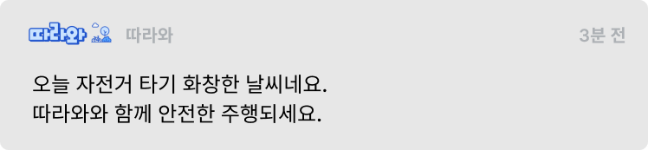 따라와 따라와 3분 전
오늘 자전거 타기 화창한 날씨네요.
따라와와 함께 안전한 주행되세요.